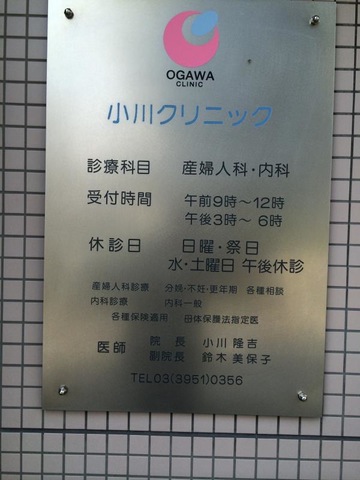 OGAWA
CLINIC
小川クリニック
診療科目 産婦人科・内科
受付時間 午前9時～12時
午後3時～ 6時
休診日 日曜・祭日
水・土曜日 午後休診
産婦人科診療 分娩・不妊・更年期 各種相談
内科診療 内科一般
各種保険適用 母体保護法指定医
医師 院長 小川 隆吉
副院長 鈴木 美保子
TEL03(3951)0356